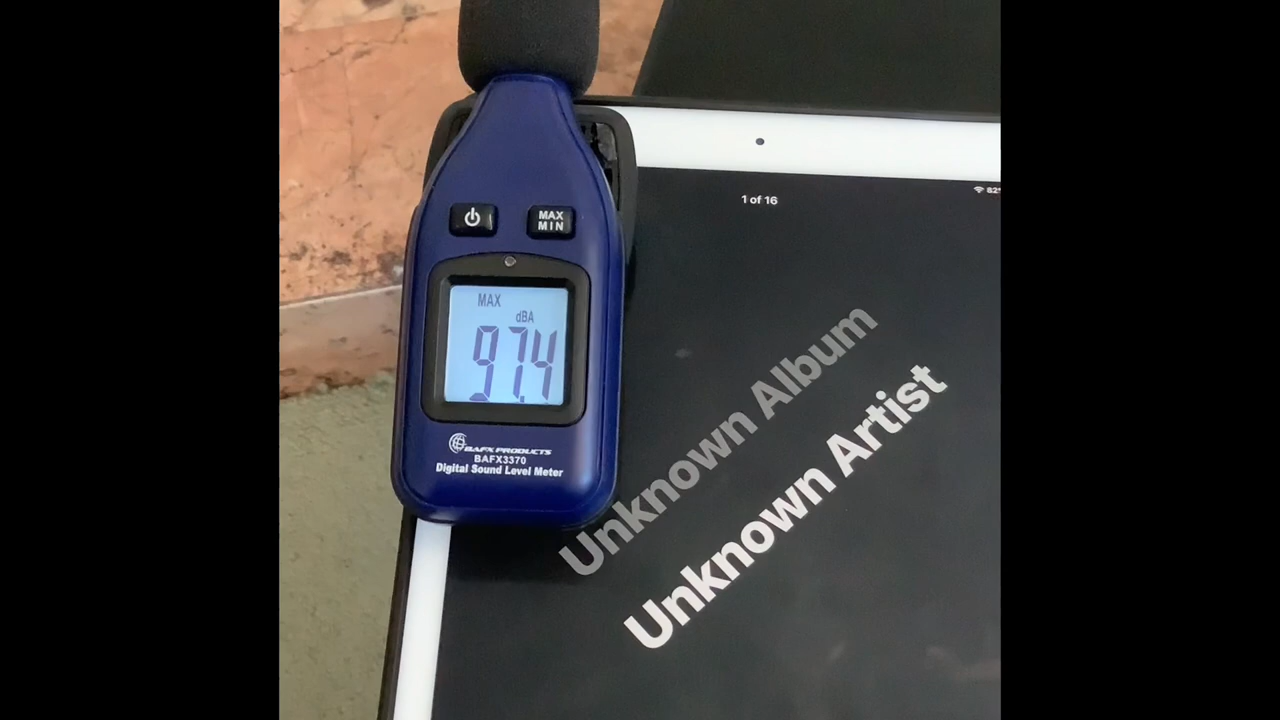 MAX
MIN
MAX
dBA
97.4
BAFX PRODUCTS
BAFX3370
Digital Sound Level Meter
1 of 16
82
Unknown Album
Unknown Artist